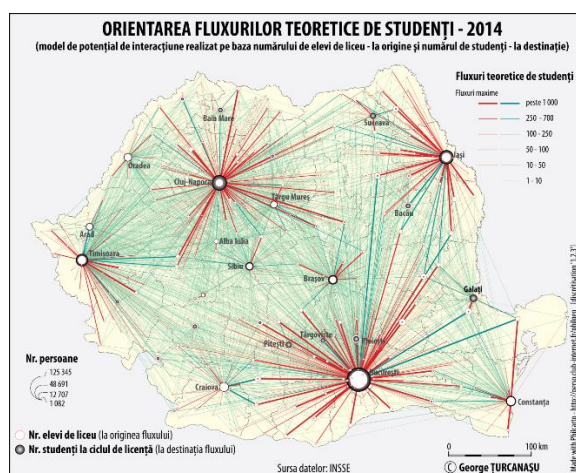 ORIENTAREA FLUXURILOR TEORETICE DE STUDENȚI - 2014
(model de potențial de interacțiune realizat pe baza numărului de elevi de liceu - la origine și numărul de studenți - la destinație)
Fluxuri teoretice de studenți
Fluxuri maxime
peste 1 000
250 - 700
100 - 250
50 - 100
10 - 50
1 - 10
Baia Mare
Suceava
Oradea
Iași
Cluj-Napoca
Târgu Mureș
Bacău
Arad
Alba Iulia
Timișoara
Sibiu
Brașov
Galați
Pitești
Târgoviște
Ploiești
București
Craiova
Constanța
Nr. persoane
125 345
48 691
12 707
1 082
Nr. elevi de liceu (la originea fluxului)
Nr. studenți la ciclul de licență (la destinația fluxului)
Sursa datelor: INSSE
0 100 km
© George ȚURCANAȘU